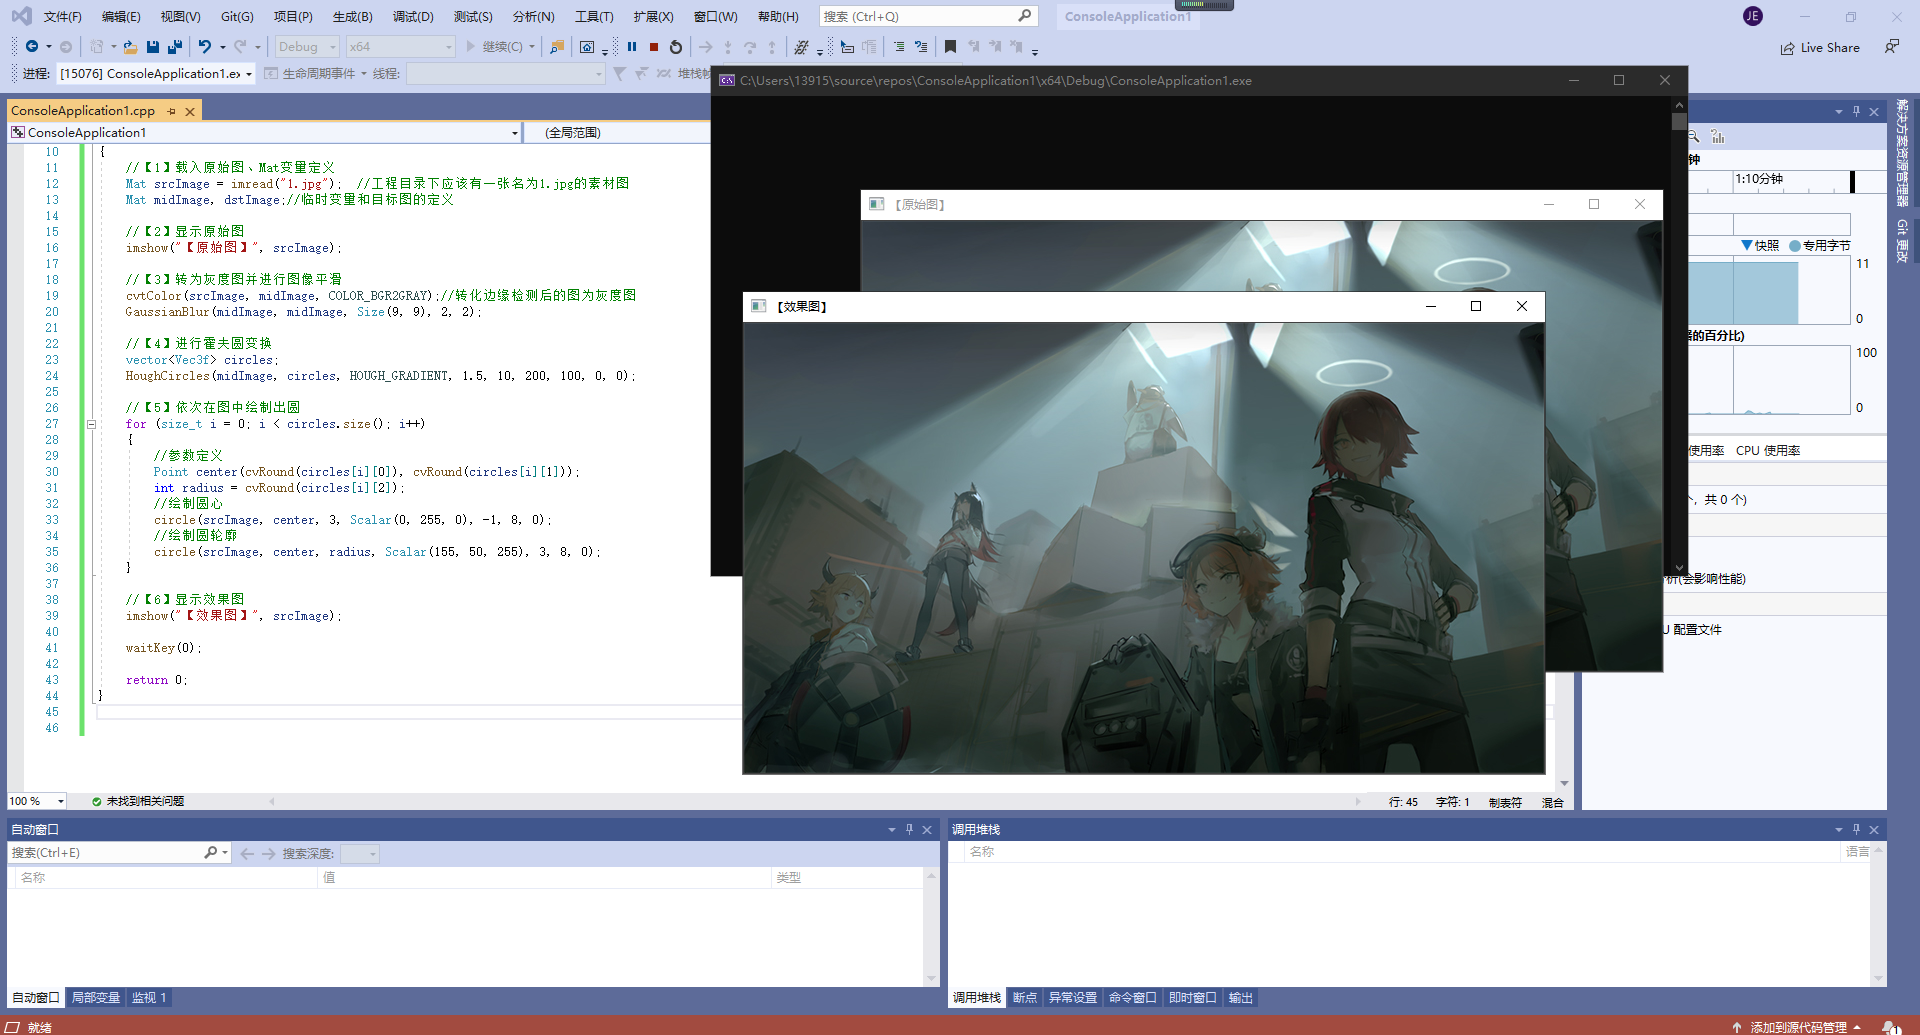 文件(F) 编辑(E) 视图(V) Git(G) 项目(P) 生成(B) 调试(D) 测试(S) 分析(N) 工具(T) 扩展(X) 窗口(W) 帮助(H) 搜索 (Ctrl+Q) ConsoleApplication1 JE
Debug x64 继续(C) Live Share
进程: [15076] ConsoleApplication1.ex 生命周期事件 线程: 堆栈帧
C:\Users\13915\source\repos\ConsoleApplication1\x64\Debug\ConsoleApplication1.exe
ConsoleApplication1.cpp
ConsoleApplication1 (全局范围)
10 {
11 //【1】载入原始图、Mat变量定义
12 Mat srcImage = imread("1.jpg"); //工程目录下应该有一张名为1.jpg的素材图
13 Mat midImage, dstImage;//临时变量和目标图的定义
14
15 //【2】显示原始图
16 imshow("【原始图】", srcImage);
17
18 //【3】转为灰度图并进行图像平滑
19 cvtColor(srcImage, midImage, COLOR_BGR2GRAY);//转化边缘检测后的图为灰度图
20 GaussianBlur(midImage, midImage, Size(9, 9), 2, 2);
21
22 //【4】进行霍夫圆变换
23 vector<Vec3f> circles;
24 HoughCircles(midImage, circles, HOUGH_GRADIENT, 1.5, 10, 200, 100, 0, 0);
25
26 //【5】依次在图中绘制出圆
27 for (size_t i = 0; i < circles.size(); i++)
28 {
29 //参数定义
30 Point center(cvRound(circles[i][0]), cvRound(circles[i][1]));
31 int radius = cvRound(circles[i][2]);
32 //绘制圆心
33 circle(srcImage, center, 3, Scalar(0, 255, 0), -1, 8, 0);
34 //绘制圆轮廓
35 circle(srcImage, center, radius, Scalar(155, 50, 255), 3, 8, 0);
36 }
37
38 //【6】显示效果图
39 imshow("【效果图】", srcImage);
40
41 waitKey(0);
42
43 return 0;
44 }
45
46
【原始图】
【效果图】
钟
1:10分钟
快照 专用字节
11
0
的百分比)
100
0
使用率 CPU 使用率
, 共 0 个)
析(会影响性能)
U 配置文件
解决方案资源管理器
Git 更改
100 % 未找到相关问题 行: 45 字符: 1 制表符 混合
自动窗口
搜索(Ctrl+E) 搜索深度:
名称 值 类型
自动窗口 局部变量 监视 1
调用堆栈
名称 语言
调用堆栈 断点 异常设置 命令窗口 即时窗口 输出
就绪 添加到源代码管理 1